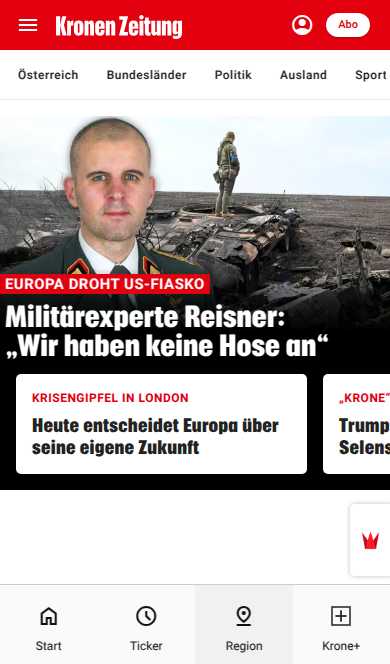 Kronen Zeitung
Abo
Österreich Bundesländer Politik Ausland Sport
EUROPA DROHT US-FIASKO
Militärexperte Reisner:
„Wir haben keine Hose an“
KRISENGIPFEL IN LONDON
Heute entscheidet Europa über
seine eigene Zukunft
„KRONE“
Trump
Selens
Start Ticker Region Krone+